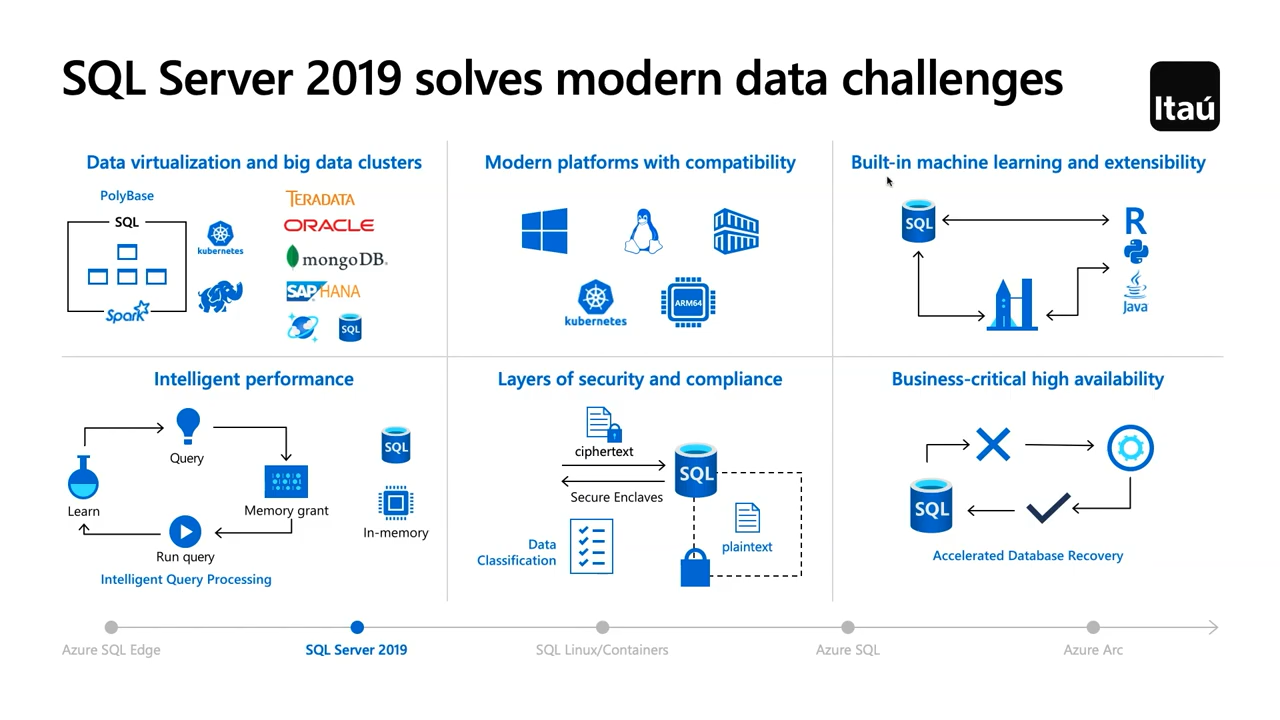 SQL Server 2019 solves modern data challenges
Itaú
Data virtualization and big data clusters
PolyBase
SQL
Spark
kubernetes
TERADATA
ORACLE
mongoDB.
SAP HANA
SQL
Modern platforms with compatibility
kubernetes
ARM64
Built-in machine learning and extensibility
SQL
R
Java
Intelligent performance
Query
Learn
Memory grant
Run query
Intelligent Query Processing
SQL
In-memory
Layers of security and compliance
ciphertext
Secure Enclaves
SQL
Data
Classification
plaintext
Business-critical high availability
SQL
Accelerated Database Recovery
Azure SQL Edge
SQL Server 2019
SQL Linux/Containers
Azure SQL
Azure Arc